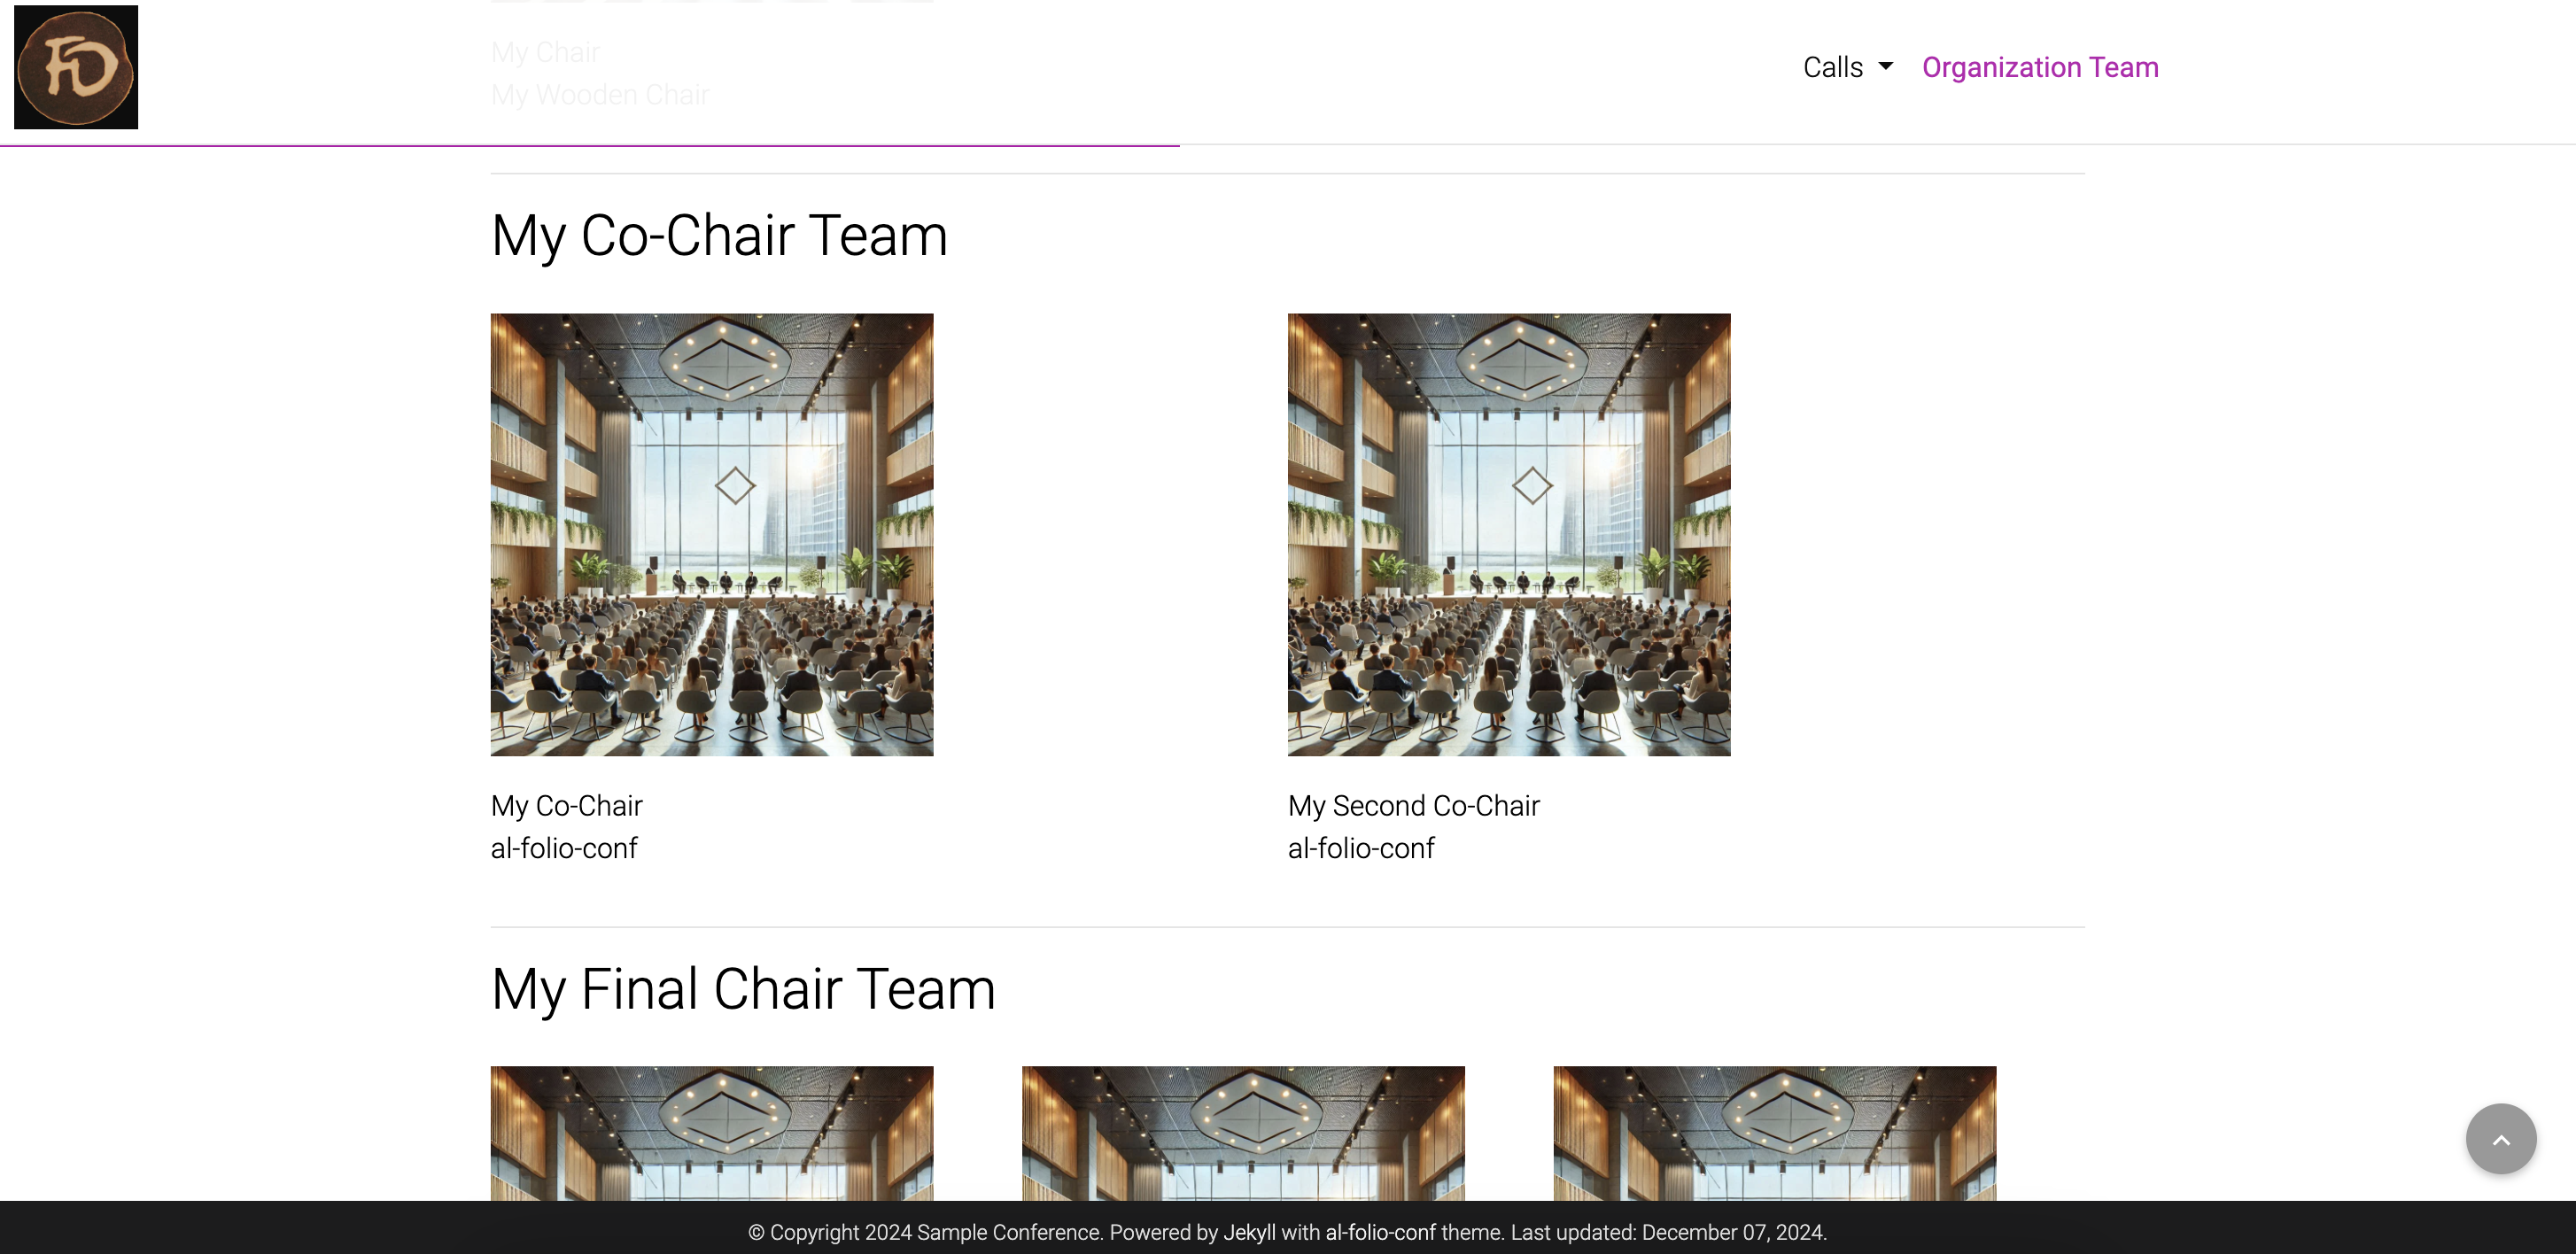 FD
Calls
Organization Team
My Chair
My Wooden Chair
My Co-Chair Team
My Co-Chair
al-folio-conf
My Second Co-Chair
al-folio-conf
My Final Chair Team
© Copyright 2024 Sample Conference. Powered by Jekyll with al-folio-conf theme. Last updated: December 07, 2024.